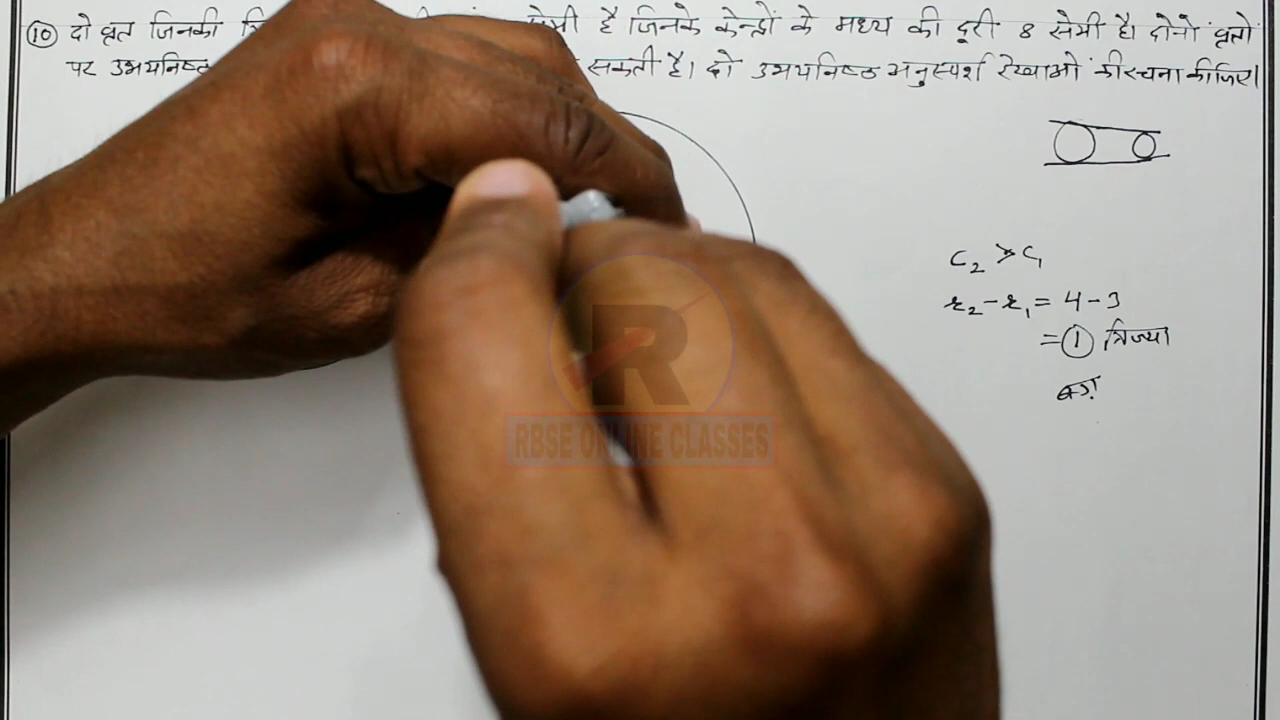 ⑩ दो वृत जिनकी सेमी है जिनके केन्द्रों के मध्य की दूरी 8 सेमी है। दोनो वृतो
पर उभयनिष्ठ सकती है। दो उभयनिष्ठ अनुस्पर्श रेखाओ की रचना कीजिए।
C₂ > C₁
r₂ - r₁ = 4 - 3
= ① त्रिज्या
R
RBSE ONLINE CLASSES